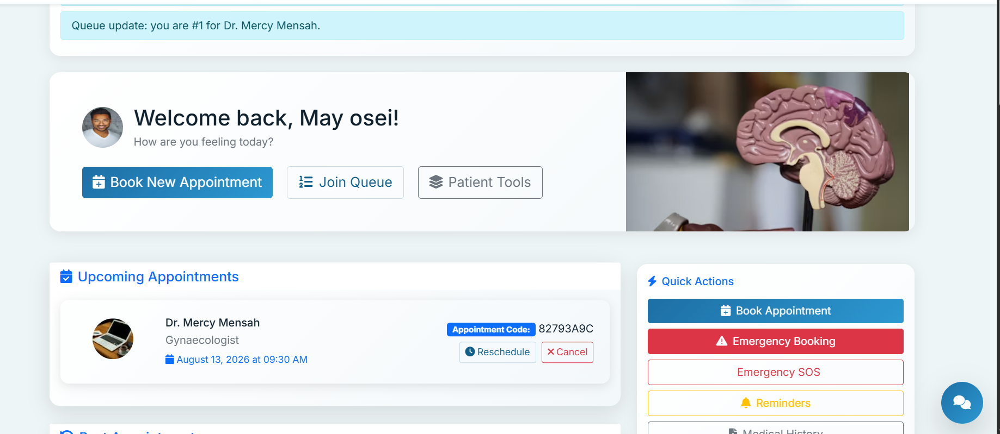 Queue update: you are #1 for Dr. Mercy Mensah.
Welcome back, May osei!
How are you feeling today?
Book New Appointment
Join Queue
Patient Tools
Upcoming Appointments
Dr. Mercy Mensah
Gynaecologist
August 13, 2026 at 09:30 AM
Appointment Code: 82793A9C
Reschedule
Cancel
Quick Actions
Book Appointment
Emergency Booking
Emergency SOS
Reminders
Medical History